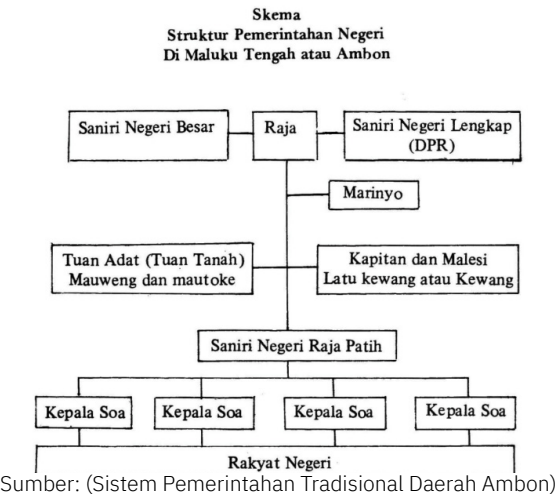 Skema
Struktur Pemerintahan Negeri
Di Maluku Tengah atau Ambon
Saniri Negeri Besar
Raja
Saniri Negeri Lengkap
(DPR)
Marinyo
Tuan Adat (Tuan Tanah)
Mauweng dan mautoke
Kapitan dan Malesi
Latu kewang atau Kewang
Saniri Negeri Raja Patih
Kepala Soa
Kepala Soa
Kepala Soa
Kepala Soa
Rakyat Negeri
Sumber: (Sistem Pemerintahan Tradisional Daerah Ambon)